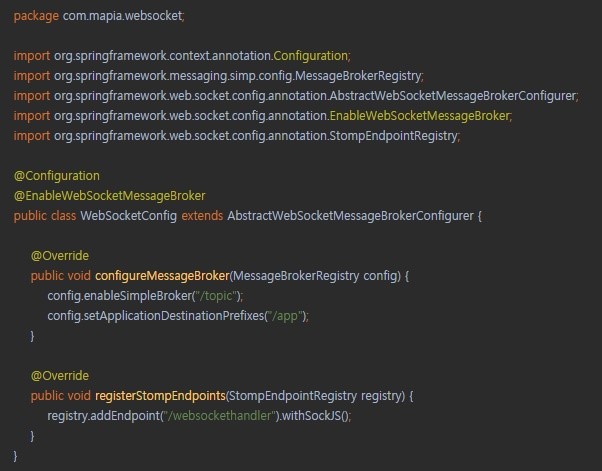 package com.mapia.websocket;
import org.springframework.context.annotation.Configuration;
import org.springframework.messaging.simp.config.MessageBrokerRegistry;
import org.springframework.web.socket.config.annotation.AbstractWebSocketMessageBrokerConfigurer;
import org.springframework.web.socket.config.annotation.EnableWebSocketMessageBroker;
import org.springframework.web.socket.config.annotation.StompEndpointRegistry;
@Configuration
@EnableWebSocketMessageBroker
public class WebSocketConfig extends AbstractWebSocketMessageBrokerConfigurer {
@Override
public void configureMessageBroker(MessageBrokerRegistry config) {
config.enableSimpleBroker("/topic");
config.setApplicationDestinationPrefixes("/app");
}
@Override
public void registerStompEndpoints(StompEndpointRegistry registry) {
registry.addEndpoint("/websockethandler").withSockJS();
}
}